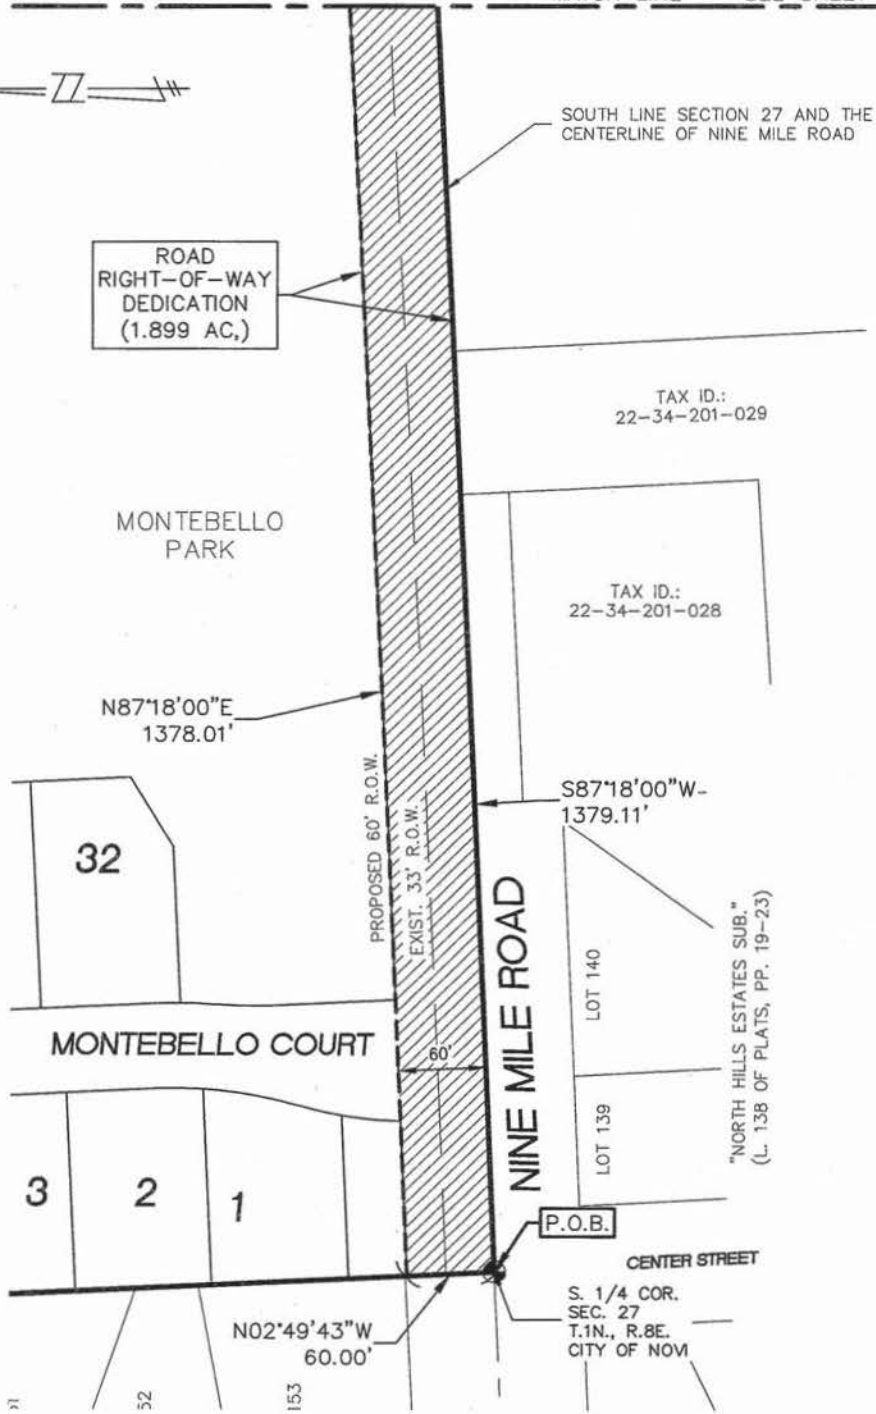 SOUTH LINE SECTION 27 AND THE
CENTERLINE OF NINE MILE ROAD
ROAD
RIGHT-OF-WAY
DEDICATION
(1.899 AC,)
TAX ID.:
22-34-201-029
MONTEBELLO
PARK
TAX ID.:
22-34-201-028
N87°18'00"E
1378.01'
S87°18'00"W
1379.11'
PROPOSED 60' R.O.W.
EXIST. 33' R.O.W.
32
NINE MILE ROAD
LOT 140
"NORTH HILLS ESTATES SUB."
(L. 138 OF PLATS, PP. 19-23)
MONTEBELLO COURT
60'
LOT 139
3
2
1
P.O.B.
CENTER STREET
S. 1/4 COR.
SEC. 27
T.1N., R.8E.
CITY OF NOVI
N02°49'43"W
60.00'
52
153